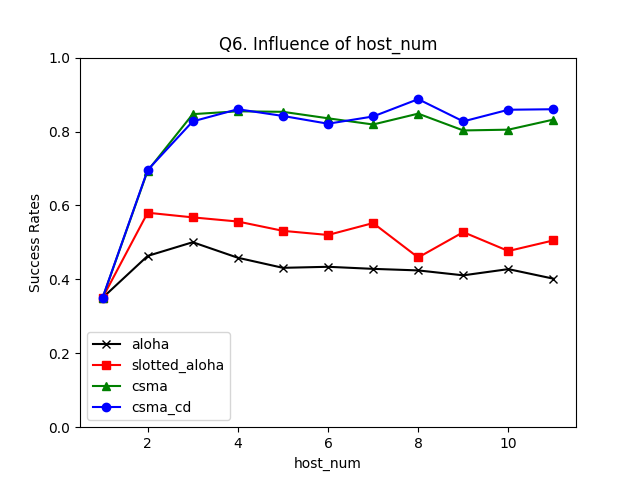 Q6. Influence of host_num
1.0
0.8
0.6
0.4
0.2
0.0
Success Rates
aloha
slotted_aloha
csma
csma_cd
2 4 6 8 10
host_num